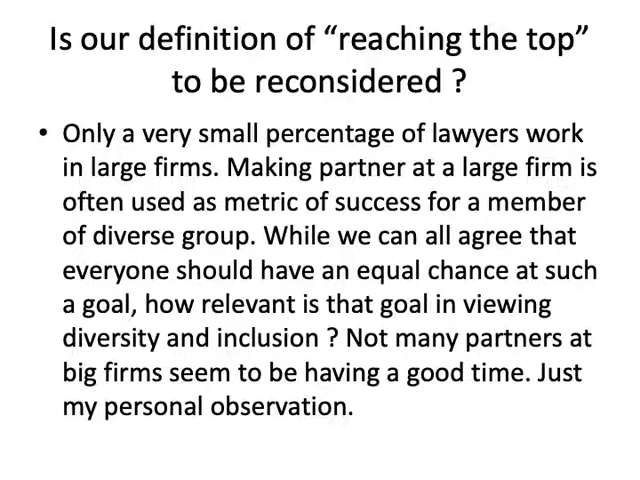 Is our definition of “reaching the top”
to be reconsidered ?
• Only a very small percentage of lawyers work
in large firms. Making partner at a large firm is
often used as metric of success for a member
of diverse group. While we can all agree that
everyone should have an equal chance at such
a goal, how relevant is that goal in viewing
diversity and inclusion ? Not many partners at
big firms seem to be having a good time. Just
my personal observation.